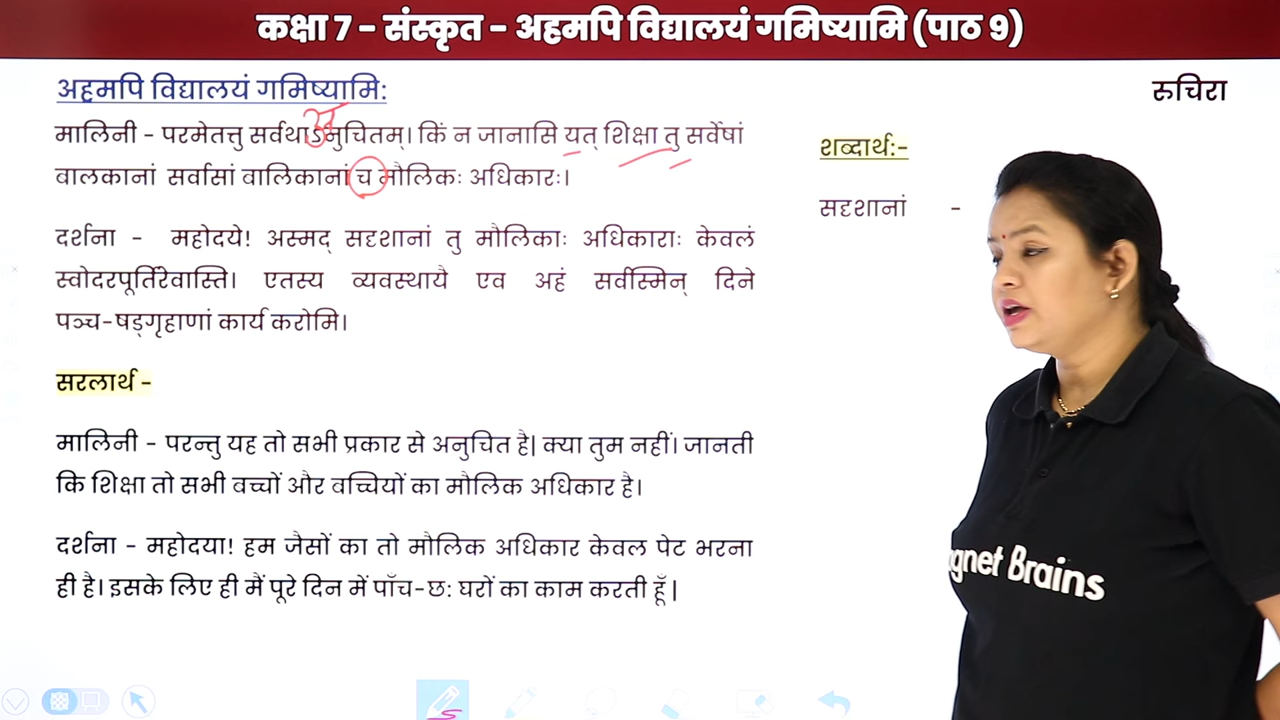 कक्षा 7 - संस्कृत - अहमपि विद्यालयं गमिष्यामि (पाठ 9)
अहमपि विद्यालयं गमिष्यामि:
रुचिरा
अ
मालिनी - परमेतत्तु सर्वथाऽनुचितम्। किं न जानासि यत् शिक्षा तु सर्वेषां
बालकानां सर्वासां बालिकानां च मौलिकः अधिकारः।
दर्शना - महोदये! अस्मद् सदृशानां तु मौलिकाः अधिकाराः केवलं
स्वोदरपूर्तिरेवास्ति। एतस्य व्यवस्थायै एव अहं सर्वस्मिन् दिने
पञ्च-षड्गृहाणां कार्य करोमि।
सरलार्थ -
मालिनी - परन्तु यह तो सभी प्रकार से अनुचित है| क्या तुम नहीं। जानती
कि शिक्षा तो सभी वच्चों और वच्चियों का मौलिक अधिकार है।
दर्शना - महोदया! हम जैसों का तो मौलिक अधिकार केवल पेट भरना
ही है। इसके लिए ही मैं पूरे दिन में पाँच-छ: घरों का काम करती हूँ |
शब्दार्थ:-
सदृशानां -
gnet Brains